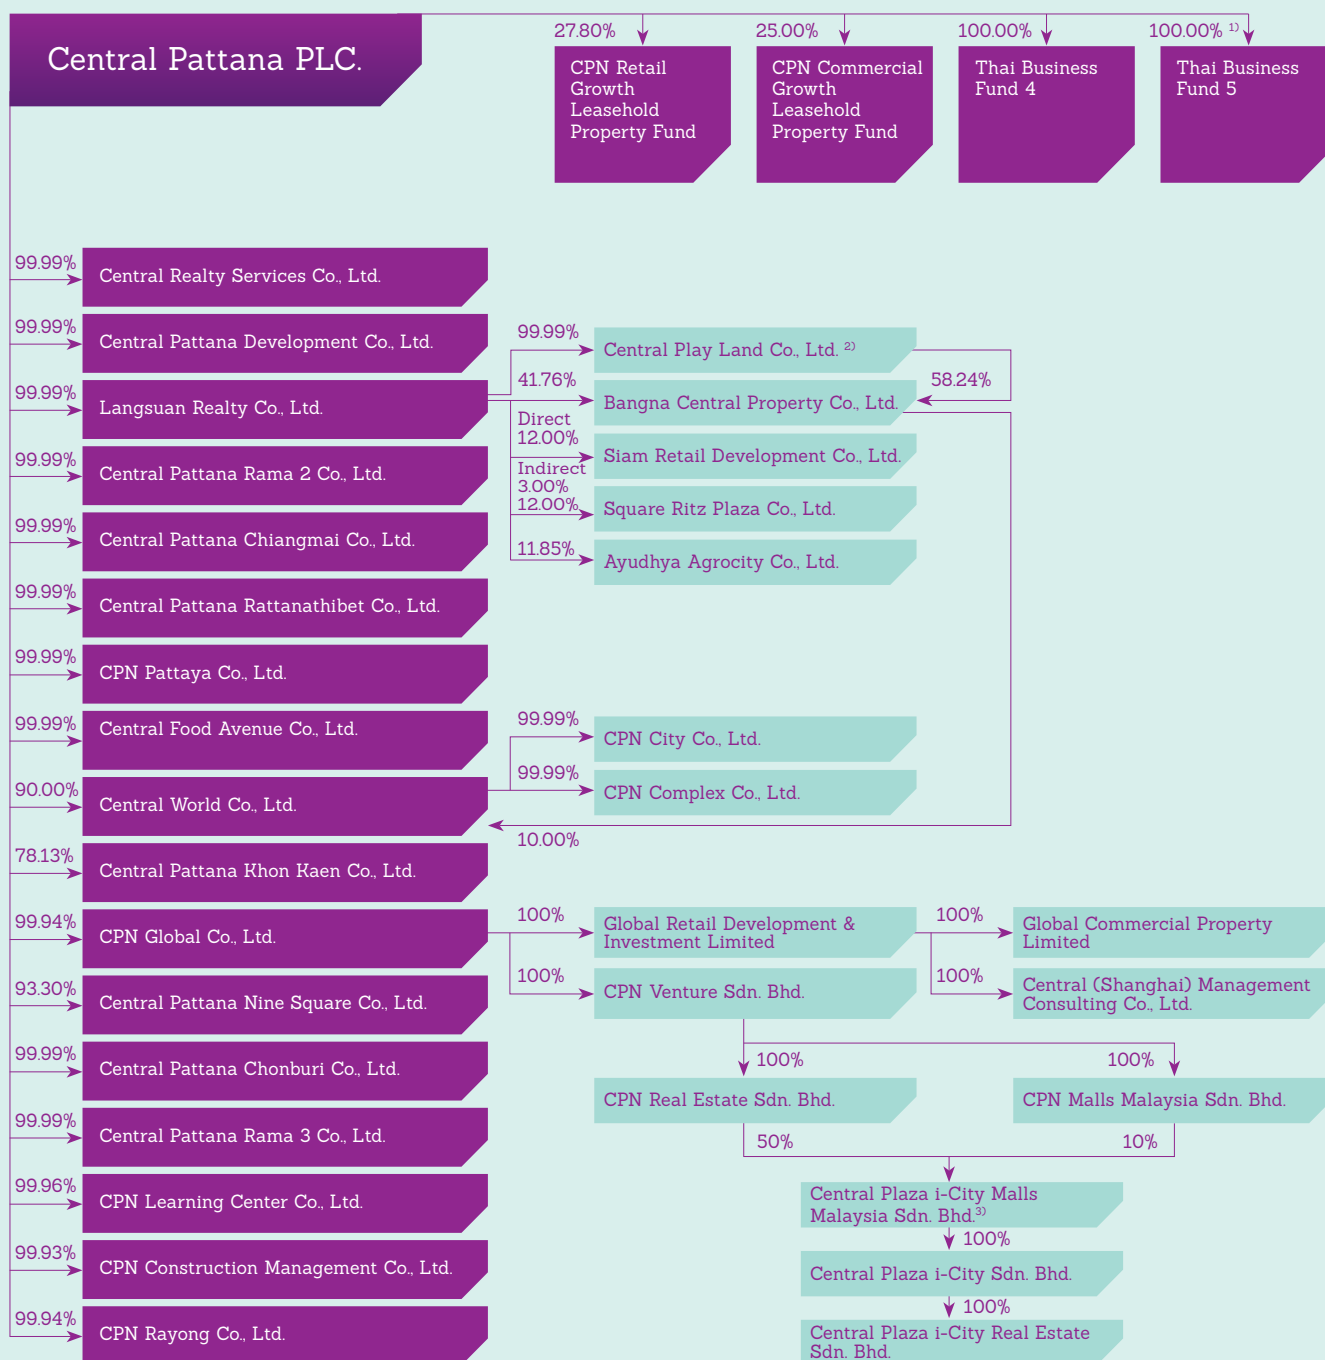 Central Pattana PLC.
27.80%
25.00%
100.00%
100.00% 1)
CPN Retail
Growth
Leasehold
Property Fund
CPN Commercial
Growth
Leasehold
Property Fund
Thai Business
Fund 4
Thai Business
Fund 5
99.99%
Central Realty Services Co., Ltd.
99.99%
Central Pattana Development Co., Ltd.
99.99%
Central Play Land Co., Ltd. 2)
99.99%
Langsuan Realty Co., Ltd.
41.76%
Bangna Central Property Co., Ltd.
58.24%
Direct
12.00%
Siam Retail Development Co., Ltd.
Indirect
3.00%
99.99%
Central Pattana Rama 2 Co., Ltd.
12.00%
Square Ritz Plaza Co., Ltd.
99.99%
Central Pattana Chiangmai Co., Ltd.
11.85%
Ayudhya Agrocity Co., Ltd.
99.99%
Central Pattana Rattanathibet Co., Ltd.
99.99%
CPN Pattaya Co., Ltd.
99.99%
Central Food Avenue Co., Ltd.
99.99%
CPN City Co., Ltd.
90.00%
Central World Co., Ltd.
99.99%
CPN Complex Co., Ltd.
10.00%
78.13%
Central Pattana Khon Kaen Co., Ltd.
99.94%
CPN Global Co., Ltd.
100%
Global Retail Development &
Investment Limited
100%
Global Commercial Property
Limited
93.30%
Central Pattana Nine Square Co., Ltd.
100%
CPN Venture Sdn. Bhd.
100%
Central (Shanghai) Management
Consulting Co., Ltd.
99.99%
Central Pattana Chonburi Co., Ltd.
100%
CPN Real Estate Sdn. Bhd.
100%
CPN Malls Malaysia Sdn. Bhd.
99.99%
Central Pattana Rama 3 Co., Ltd.
50%
10%
99.96%
CPN Learning Center Co., Ltd.
Central Plaza i-City Malls
Malaysia Sdn. Bhd.3)
99.93%
CPN Construction Management Co., Ltd.
100%
Central Plaza i-City Sdn. Bhd.
99.94%
CPN Rayong Co., Ltd.
100%
Central Plaza i-City Real Estate
Sdn. Bhd.